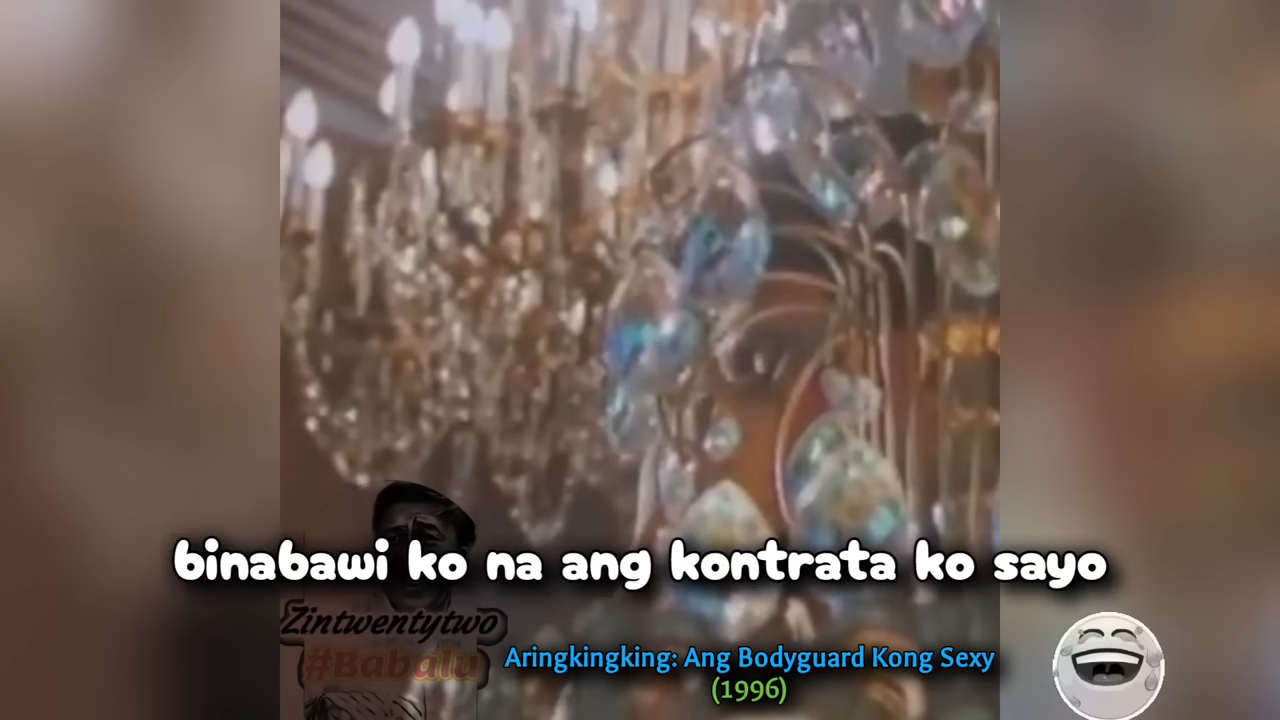 binabawi ko na ang kontrata ko sayo
Zintwentytwo
#Babalu
Aringkingking: Ang Bodyguard Kong Sexy
(1996)